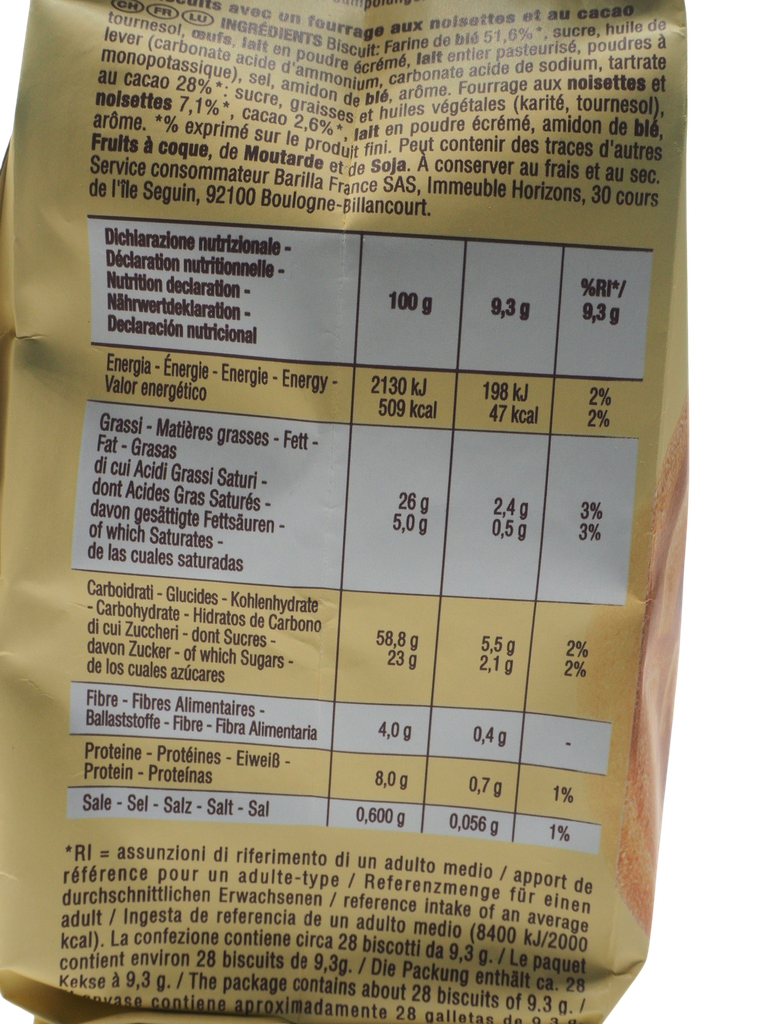 biscuits avec un fourrage aux noisettes et au cacao
CH FR LU INGRÉDIENTS Biscuit: Farine de blé 51,6%*, sucre, huile de
tournesol, œufs, lait en poudre écrémé, lait entier pasteurisé, poudres à
lever (carbonate acide d'ammonium, carbonate acide de sodium, tartrate
monopotassique), sel, amidon de blé, arôme. Fourrage aux noisettes et
au cacao 28%*: sucre, graisses et huiles végétales (karité, tournesol),
noisettes 7,1%*, cacao 2,6%*, lait en poudre écrémé, amidon de blé,
arôme. *% exprimé sur le produit fini. Peut contenir des traces d'autres
Fruits à coque, de Moutarde et de Soja. À conserver au frais et au sec.
Service consommateur Barilla France SAS, Immeuble Horizons, 30 cours
de l'île Seguin, 92100 Boulogne-Billancourt.
Dichiarazione nutrizionale -
Déclaration nutritionnelle -
Nutrition declaration -
Nährwertdeklaration -
Declaración nutricional
100 g
9,3 g
%RI*/
9,3 g
Energia - Énergie - Energie - Energy -
Valor energético
2130 kJ 198 kJ 2%
509 kcal 47 kcal 2%
Grassi - Matières grasses - Fett -
Fat - Grasas
di cui Acidi Grassi Saturi -
dont Acides Gras Saturés -
davon gesättigte Fettsäuren -
of which Saturates -
de las cuales saturadas
26 g 2,4 g 3%
5,0 g 0,5 g 3%
Carboidrati - Glucides - Kohlenhydrate
- Carbohydrate - Hidratos de Carbono
di cui Zuccheri - dont Sucres -
davon Zucker - of which Sugars -
de los cuales azúcares
58,8 g 5,5 g 2%
23 g 2,1 g 2%
Fibre - Fibres Alimentaires -
Ballaststoffe - Fibre - Fibra Alimentaria
4,0 g 0,4 g -
Proteine - Protéines - Eiweiß -
Protein - Proteínas
8,0 g 0,7 g 1%
Sale - Sel - Salz - Salt - Sal
0,600 g 0,056 g 1%
*RI = assunzioni di riferimento di un adulto medio / apport de
référence pour un adulte-type / Referenzmenge für einen
durchschnittlichen Erwachsenen / reference intake of an average
adult / Ingesta de referencia de un adulto medio (8400 kJ/2000
kcal). La confezione contiene circa 28 biscotti da 9,3 g. / Le paquet
contient environ 28 biscuits de 9,3g. / Die Packung enthält ca. 28
Kekse à 9,3 g. / The package contains about 28 biscuits of 9.3 g. /
contiene aproximadamente 28 galletas de 9,3 g.